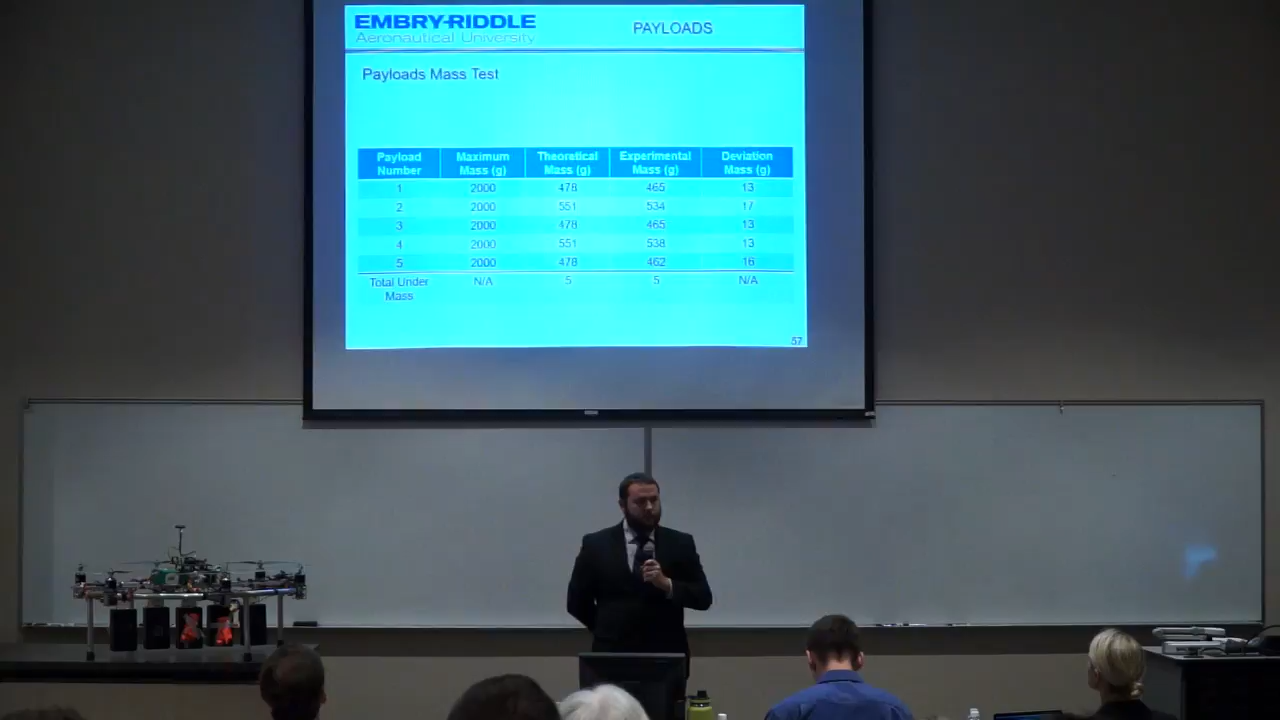 EMBRY-RIDDLE
Aeronautical University
PAYLOADS
Payloads Mass Test
Payload Number Maximum Mass (g) Theoretical Mass (g) Experimental Mass (g) Deviation Mass (g)
1 2000 478 465 13
2 2000 551 534 17
3 2000 478 465 13
4 2000 551 538 13
5 2000 478 462 16
Total Under Mass N/A 5 5 N/A
57